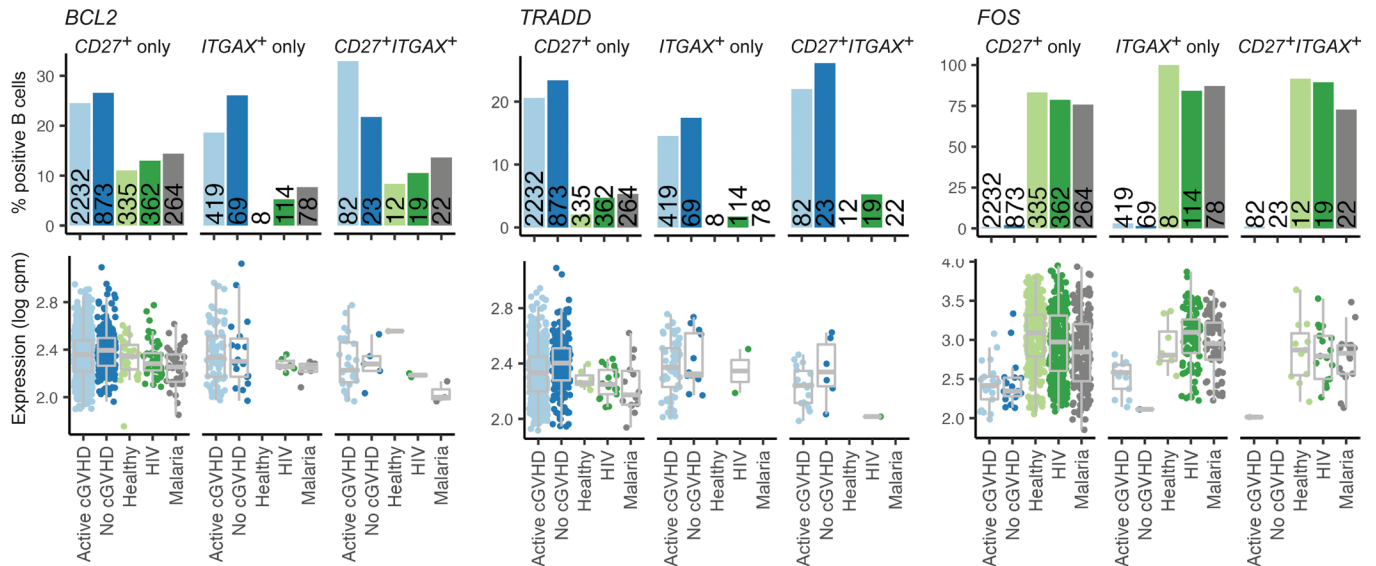 BCL2
CD27+ only
ITGAX+ only
CD27+ITGAX+
% positive B cells
30
20
10
0
2232
873
335
362
264
419
69
8
114
78
82
23
12
19
22
Expression (log cpm)
2.8
2.4
2.0
Active cGVHD
No cGVHD
Healthy
HIV
Malaria
Active cGVHD
No cGVHD
Healthy
HIV
Malaria
Active cGVHD
No cGVHD
Healthy
HIV
Malaria
TRADD
CD27+ only
ITGAX+ only
CD27+ITGAX+
20
10
0
2232
873
335
362
264
419
69
8
114
78
82
23
12
19
22
2.8
2.4
2.0
Active cGVHD
No cGVHD
Healthy
HIV
Malaria
Active cGVHD
No cGVHD
Healthy
HIV
Malaria
Active cGVHD
No cGVHD
Healthy
HIV
Malaria
FOS
CD27+ only
ITGAX+ only
CD27+ITGAX+
100
75
50
25
0
2232
873
335
362
264
419
69
8
114
78
82
23
12
19
22
4.0
3.5
3.0
2.5
2.0
Active cGVHD
No cGVHD
Healthy
HIV
Malaria
Active cGVHD
No cGVHD
Healthy
HIV
Malaria
Active cGVHD
No cGVHD
Healthy
HIV
Malaria